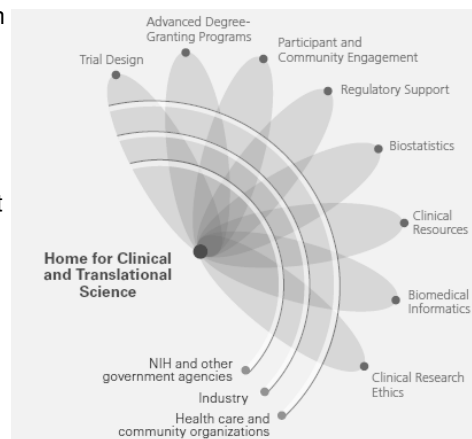 Advanced Degree-
Granting Programs
Participant and
Community Engagement
Trial Design
Regulatory Support
Biostatistics
Clinical
Resources
Home for Clinical
and Translational
Science
Biomedical
Informatics
NIH and other
government agencies
Clinical Research
Ethics
Industry
Health care and
community organizations